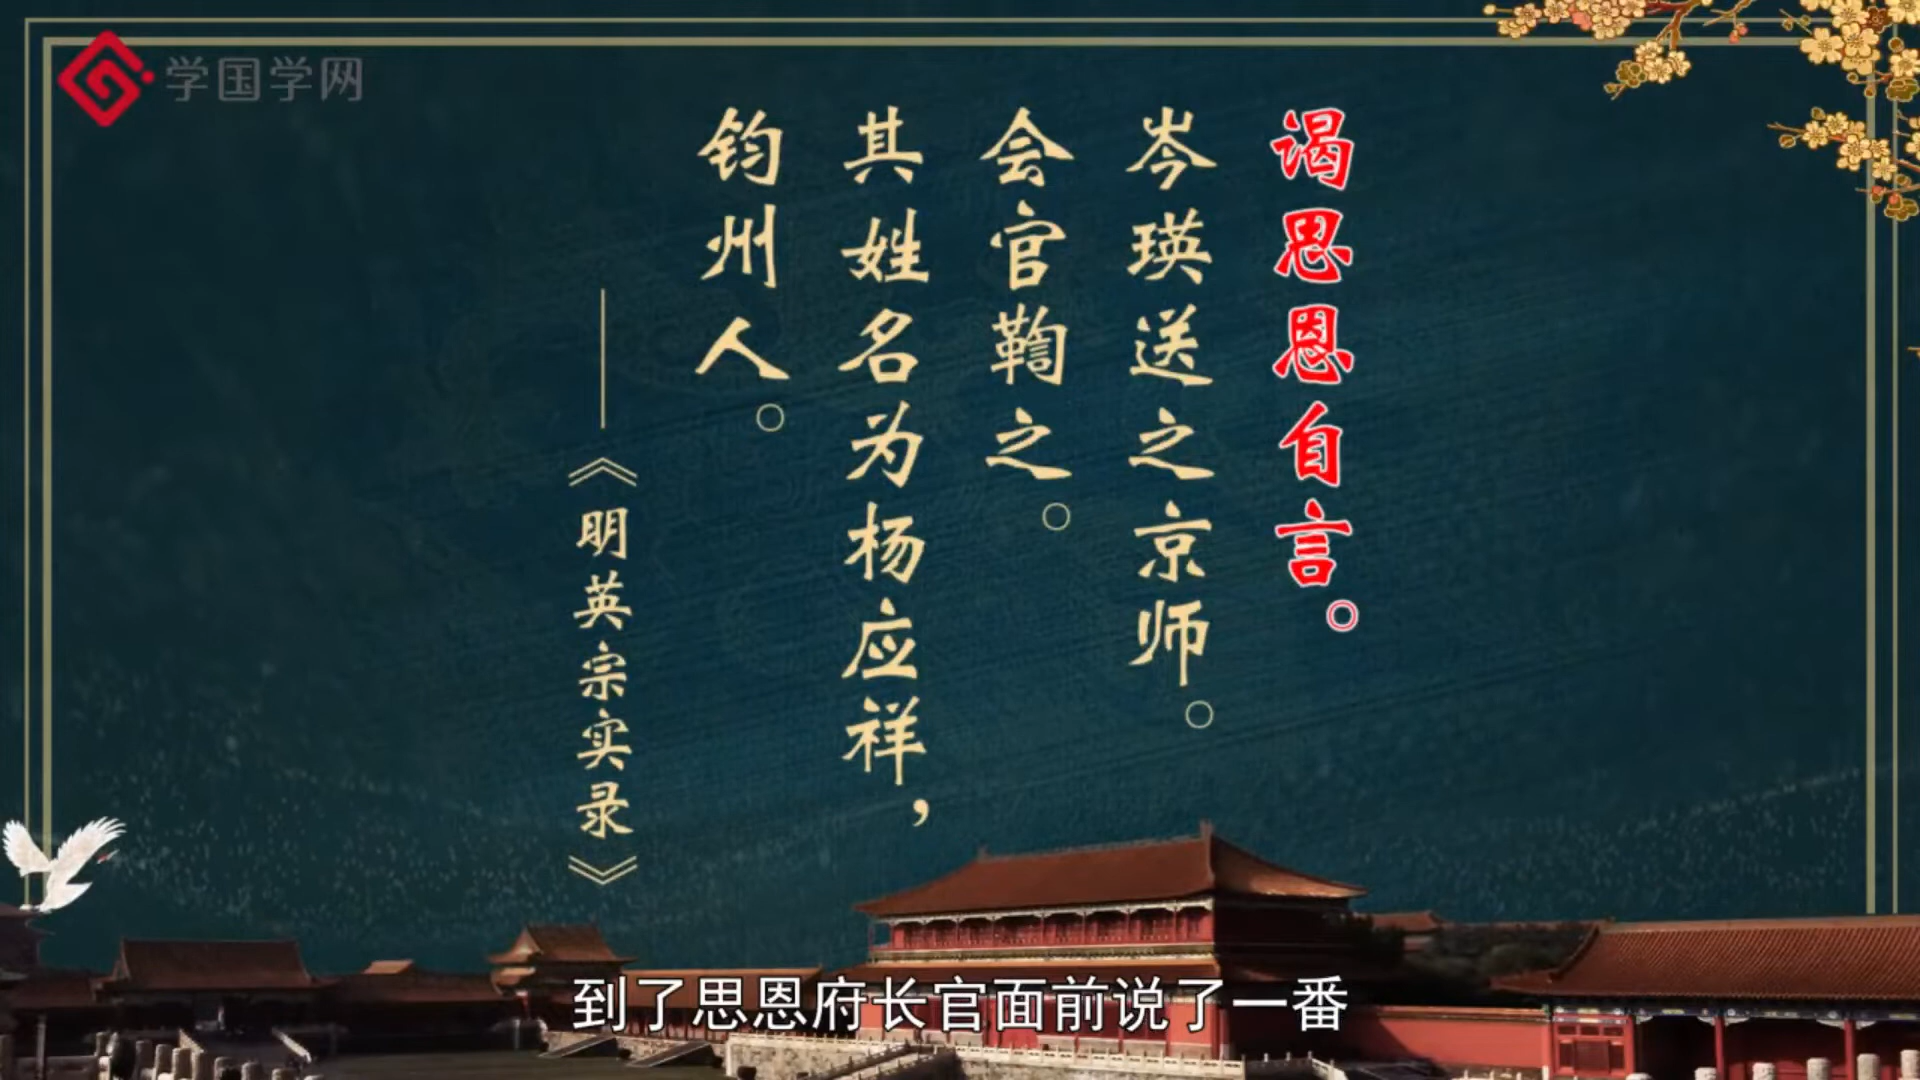 学国学网
谒思恩自言。
岑瑛送之京师。
会官鞫之。
其姓名为杨应祥，
钧州人。
——《明英宗实录》
到了思恩府长官面前说了一番